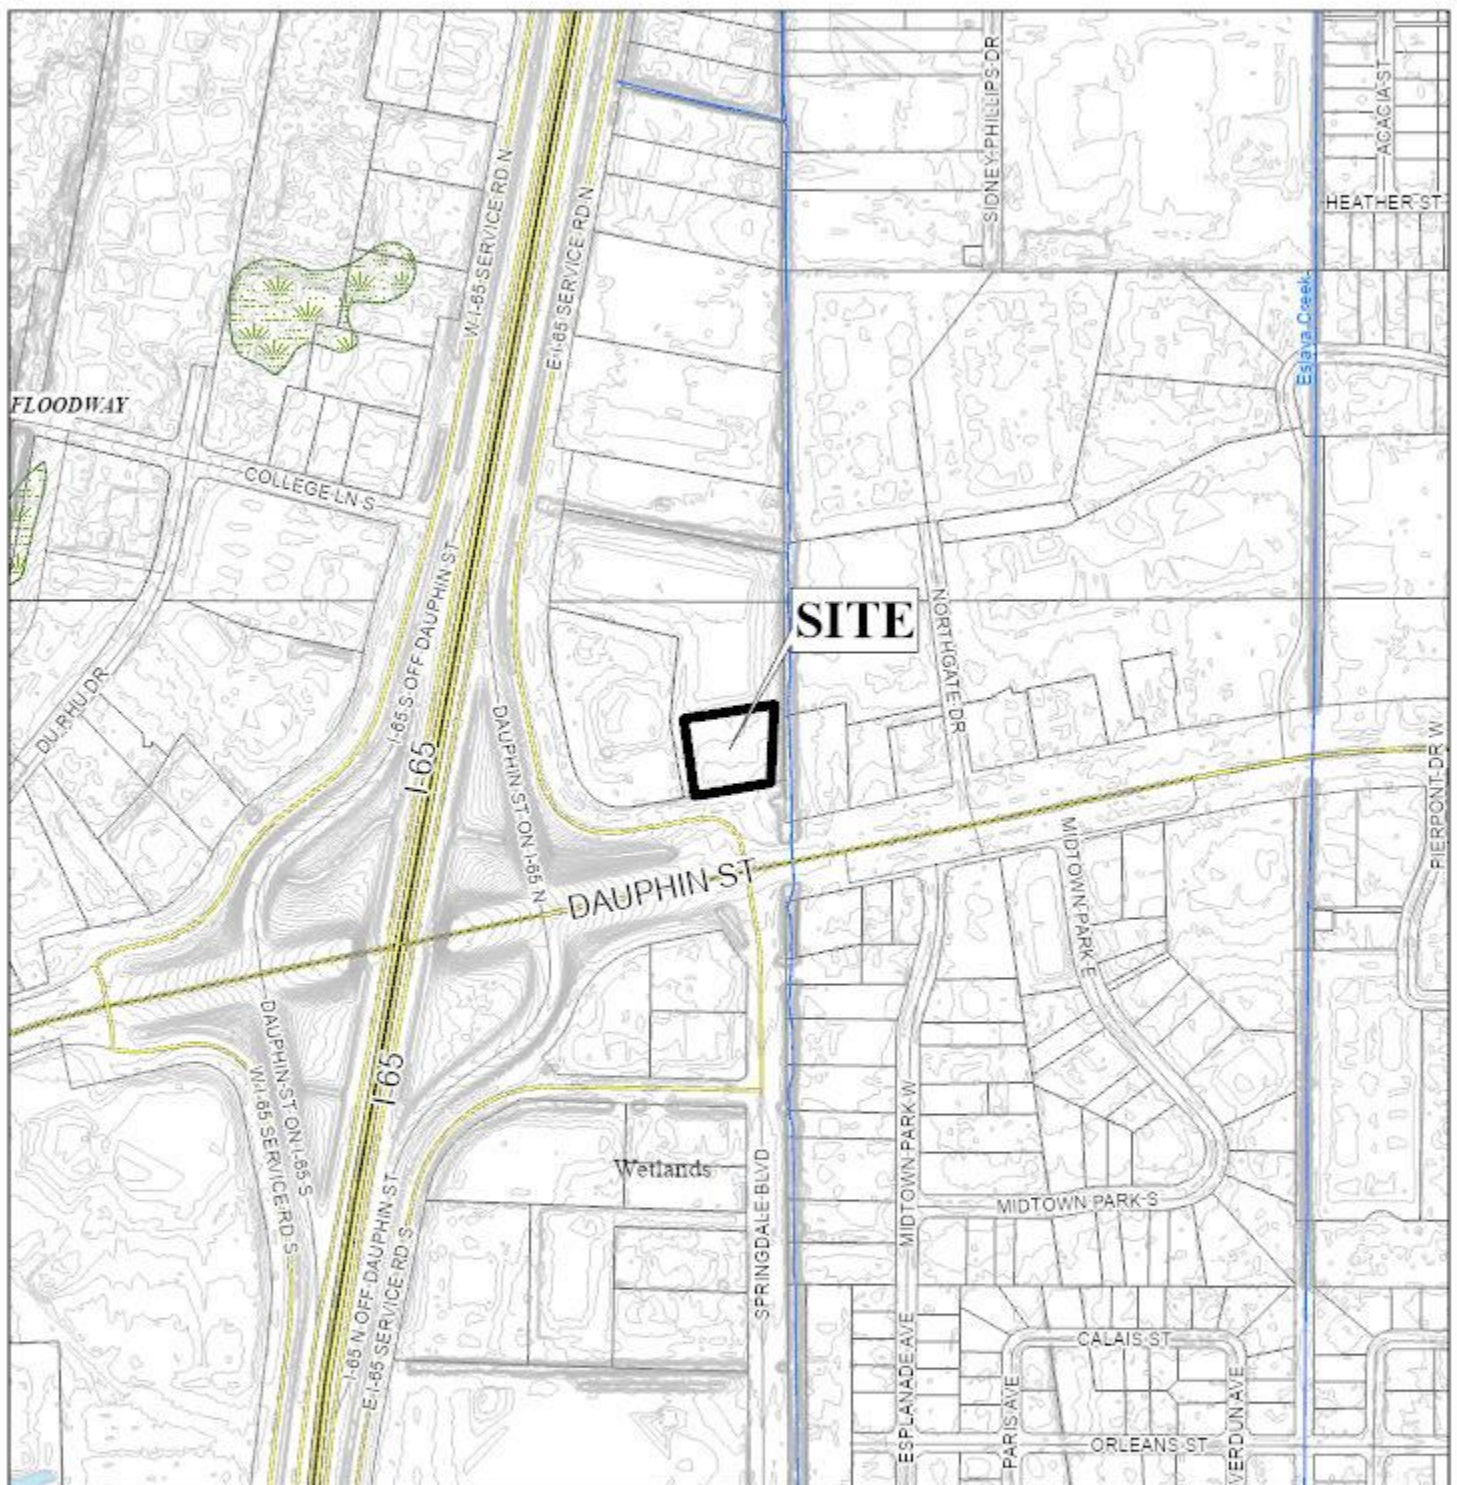 SIDNEY PHILLIPS DR
ACACIA ST
HEATHER ST
W I-65 SERVICE RD N
E I-65 SERVICE RD N
Eslava Creek
FLOODWAY
COLLEGE LN S
I-65 S OFF DAUPHIN ST
SITE
NORTHGATE DR
DU RHU DR
I-65
DAUPHIN ST ON I-65 N
PIERPONT DR W
MIDTOWN PARK E
DAUPHIN ST
DAUPHIN ST ON I-65 S
W I-65 SERVICE RD S
I-65
MIDTOWN PARK W
Wetlands
SPRINGDALE BLVD
MIDTOWN PARK S
I-65 N OFF DAUPHIN ST
E I-65 SERVICE RD S
ESPLANADE AVE
CALAIS ST
PARIS AVE
VERDUN AVE
ORLEANS ST